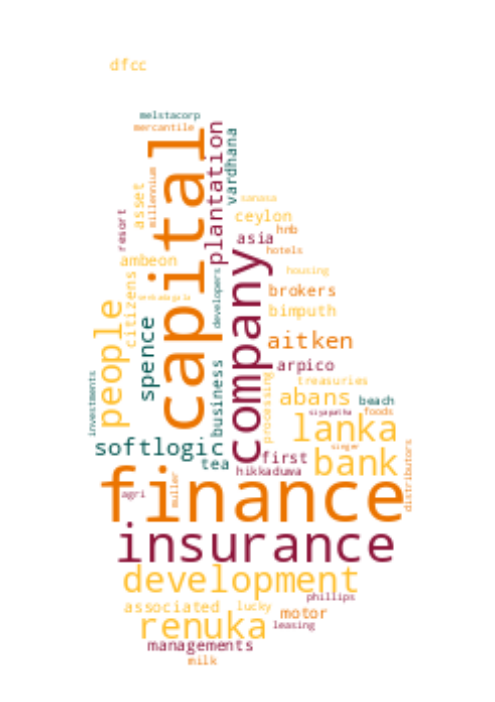 dfcc
melstacorp
mercantile
capital
plantation
vardhana
millennium
asset
sanasa
ceylon
resort
hnb
asia
hotels
company
ambeon
housing
developers
citizens
brokers
people
bimputh
spence
aitken
business
arpico
investments
processing
treasuries
abans
beach
siyapatha
foods
lanka
softlogic
singer
first
bank
tea
hikkaduwa
distributors
finance
agri
muller
insurance
development
phillips
associated
lucky
motor
renuka
leasing
managements
milk